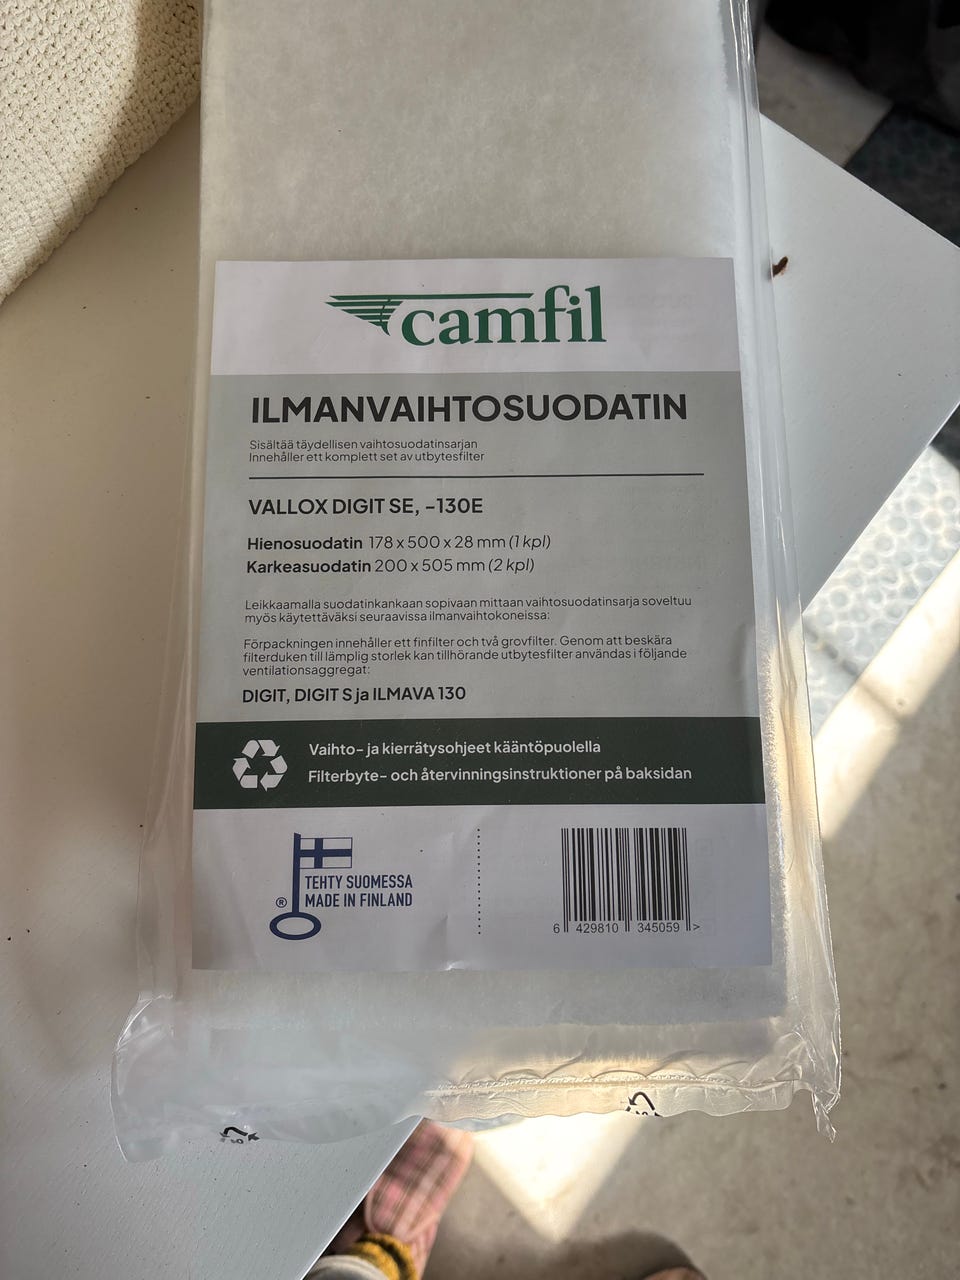 camfil
ILMANVAIHTOSUODATIN
Sisältää täydellisen vaihtosuodatinsarjan
Innehåller ett komplett set av utbytesfilter
VALLOX DIGIT SE, -130E
Hienosuodatin 178 x 500 x 28 mm (1 kpl)
Karkeasuodatin 200 x 505 mm (2 kpl)
Leikkaamalla suodatinkankaan sopivaan mittaan vaihtosuodatinsarja soveltuu
myös käytettäväksi seuraavissa ilmanvaihtokoneissa:
Förpackningen innehåller ett finfilter och två grovfilter. Genom att beskära
filterduken till lämplig storlek kan tillhörande utbytesfilter användas i följande
ventilationsaggregat:
DIGIT, DIGIT S ja ILMAVA 130
Vaihto- ja kierrätysohjeet kääntöpuolella
Filterbyte- och återvinningsinstruktioner på baksidan
TEHTY SUOMESSA
® MADE IN FINLAND
6 429810 345059 >